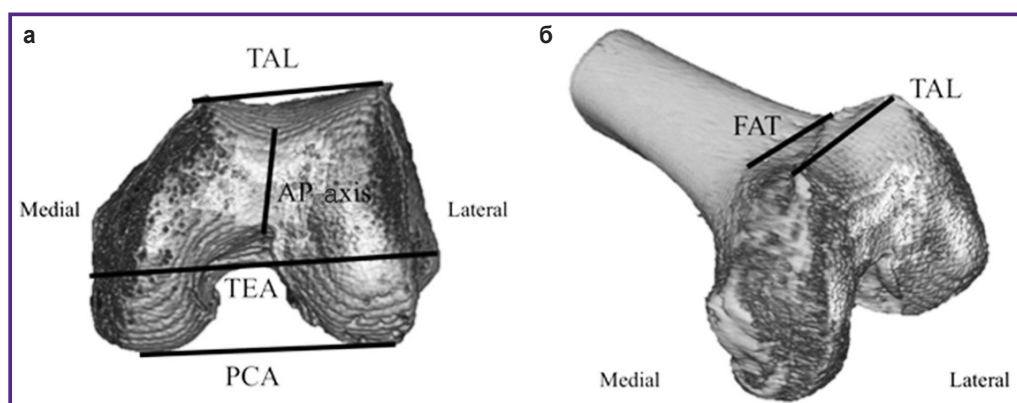 а
TAL
AP axis
Medial
Lateral
TEA
PCA
б
TAL
FAT
Medial
Lateral